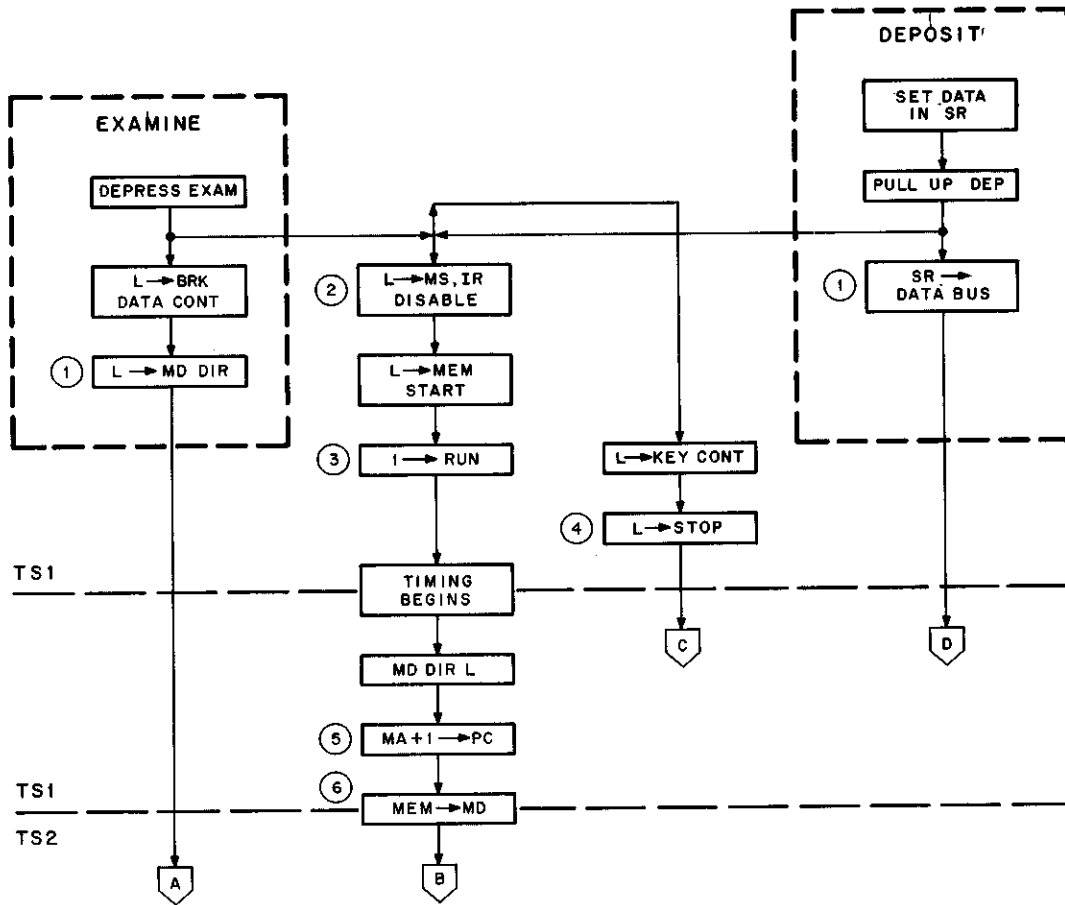 DEPOSIT
SET DATA
IN SR
PULL UP DEP
1
SR → 
DATA BUS
EXAMINE
DEPRESS EXAM
L → BRK
DATA CONT
1
L → MD DIR
2
L → MS, IR
DISABLE
L → MEM
START
3
1 → RUN
L → KEY CONT
4
L → STOP
TS1
TIMING
BEGINS
C
D
MD DIR L
5
MA + 1 → PC
6
TS1
MEM → MD
TS2
A
B